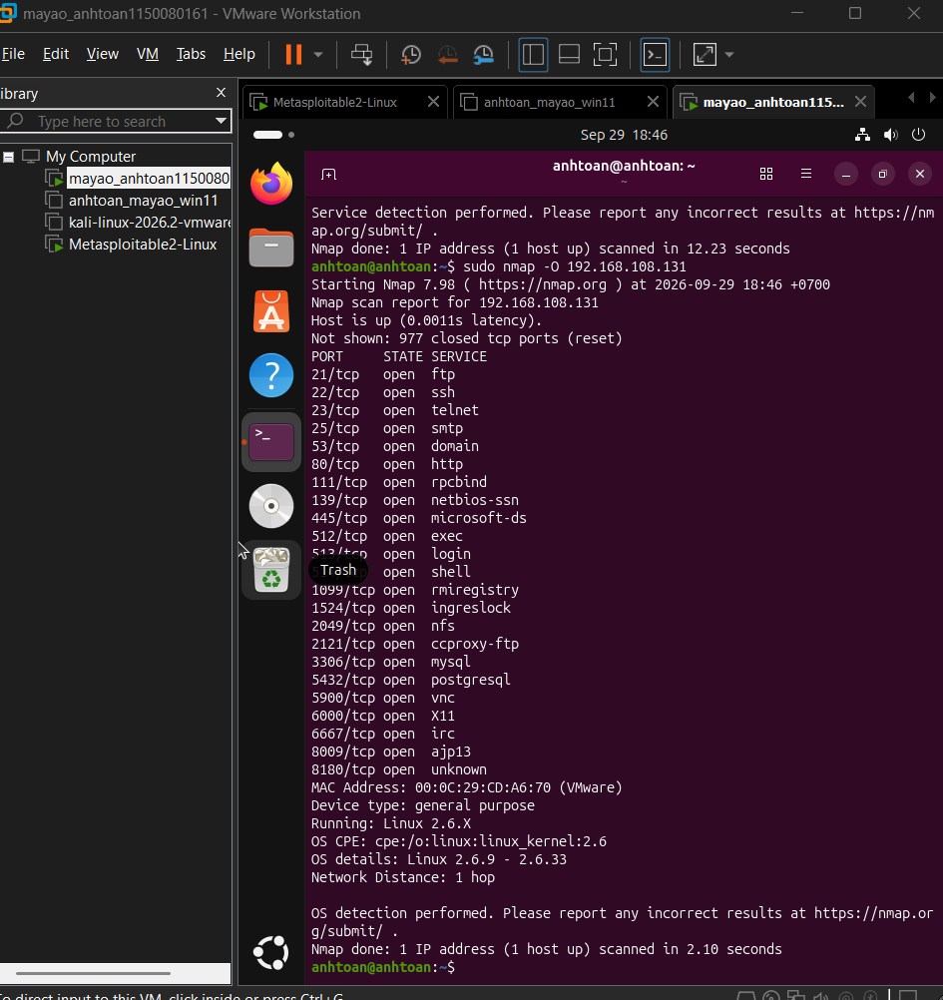 mayao_anhtoan1150080161 - VMware Workstation
File Edit View VM Tabs Help
ibrary
Type here to search
My Computer
mayao_anhtoan1150080
anhtoan_mayao_win11
kali-linux-2026.2-vmware
Metasploitable2-Linux
Metasploitable2-Linux
anhtoan_mayao_win11
mayao_anhtoan115...
Sep 29 18:46
anhtoan@anhtoan: ~
~
Service detection performed. Please report any incorrect results at https://nm
ap.org/submit/ .
Nmap done: 1 IP address (1 host up) scanned in 12.23 seconds
anhtoan@anhtoan:~$ sudo nmap -O 192.168.108.131
Starting Nmap 7.98 ( https://nmap.org ) at 2026-09-29 18:46 +0700
Nmap scan report for 192.168.108.131
Host is up (0.0011s latency).
Not shown: 977 closed tcp ports (reset)
PORT STATE SERVICE
21/tcp open ftp
22/tcp open ssh
23/tcp open telnet
25/tcp open smtp
53/tcp open domain
80/tcp open http
111/tcp open rpcbind
139/tcp open netbios-ssn
445/tcp open microsoft-ds
512/tcp open exec
513/tcp open login
open shell
Trash
1099/tcp open rmiregistry
1524/tcp open ingreslock
2049/tcp open nfs
2121/tcp open ccproxy-ftp
3306/tcp open mysql
5432/tcp open postgresql
5900/tcp open vnc
6000/tcp open X11
6667/tcp open irc
8009/tcp open ajp13
8180/tcp open unknown
MAC Address: 00:0C:29:CD:A6:70 (VMware)
Device type: general purpose
Running: Linux 2.6.X
OS CPE: cpe:/o:linux:linux_kernel:2.6
OS details: Linux 2.6.9 - 2.6.33
Network Distance: 1 hop
OS detection performed. Please report any incorrect results at https://nmap.or
g/submit/ .
Nmap done: 1 IP address (1 host up) scanned in 2.10 seconds
anhtoan@anhtoan:~$
To direct input to this VM, click inside or press Ctrl+G.